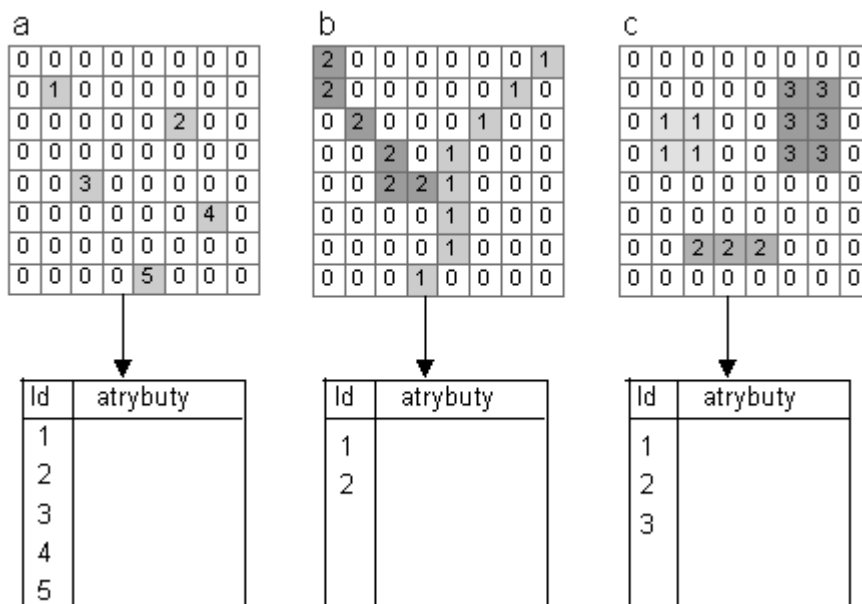 a
0 0 0 0 0 0 0 0
0 1 0 0 0 0 0 0
0 0 0 0 0 2 0 0
0 0 0 0 0 0 0 0
0 0 3 0 0 0 0 0
0 0 0 0 0 0 4 0
0 0 0 0 0 0 0 0
0 0 0 0 5 0 0 0
Id atrybuty
1
2
3
4
5
b
2 0 0 0 0 0 0 1
2 0 0 0 0 0 1 0
0 2 0 0 0 1 0 0
0 0 2 0 1 0 0 0
0 0 2 2 1 0 0 0
0 0 0 0 1 0 0 0
0 0 0 0 1 0 0 0
0 0 0 1 0 0 0 0
Id atrybuty
1
2
c
0 0 0 0 0 0 0 0
0 0 0 0 0 3 3 0
0 1 1 0 0 3 3 0
0 1 1 0 0 3 3 0
0 0 0 0 0 0 0 0
0 0 0 0 0 0 0 0
0 0 2 2 2 0 0 0
0 0 0 0 0 0 0 0
Id atrybuty
1
2
3